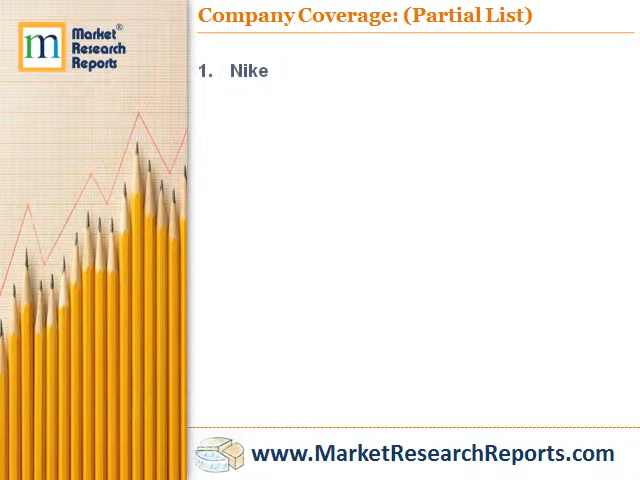 Company Coverage: (Partial List)
m
Market®
Research
Reports
1. Nike
www.MarketResearchReports.com